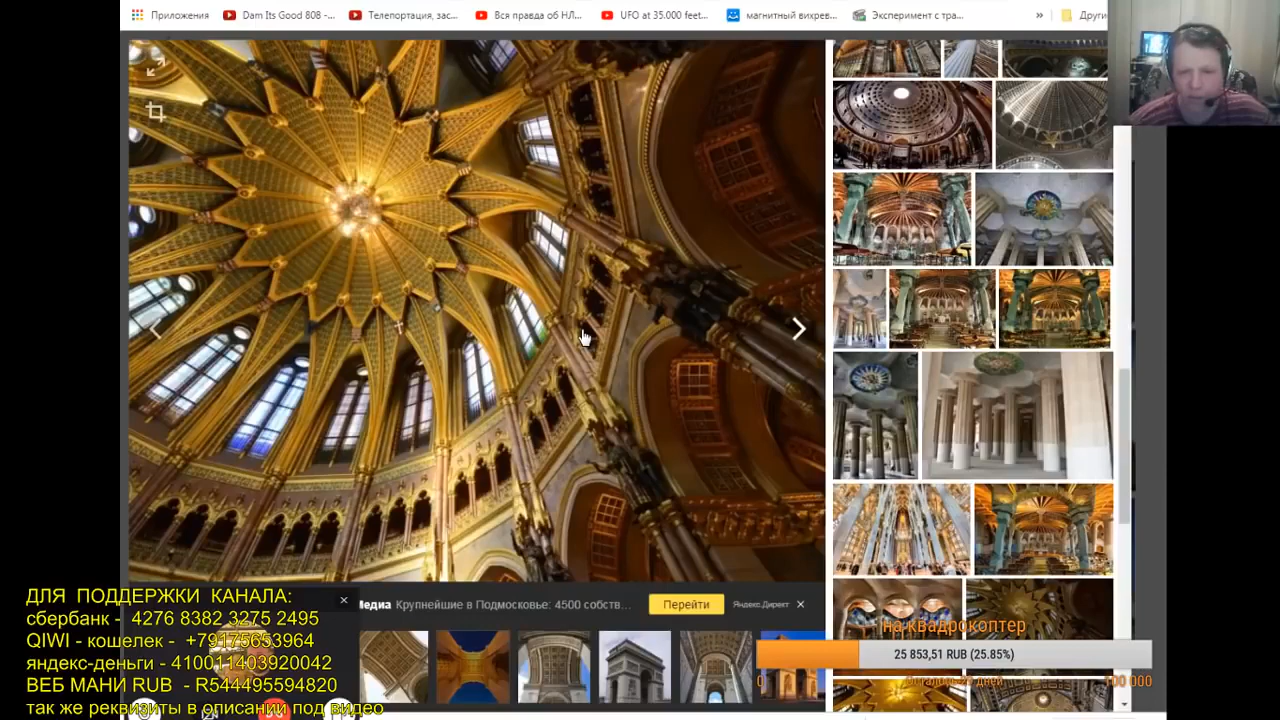 Приложения
Dam Its Good 808 -...
Телепортация, зас...
Вся правда об НЛ...
UFO at 35.000 feet...
магнитный вихрев...
Эксперимент с тра...
»
Други
Медиа Крупнейшие в Подмосковье: 4500 собств...
Перейти
Яндекс.Директ
ДЛЯ ПОДДЕРЖКИ КАНАЛА:
сбербанк - 4276 8382 3275 2495
QIWI - кошелек - +79175653964
яндекс-деньги - 410011403920042
ВЕБ МАНИ RUB - R544495594820
так же реквизиты в описании под видео
на квадрокоптер
25 853,51 RUB (25.85%)
0
100 000